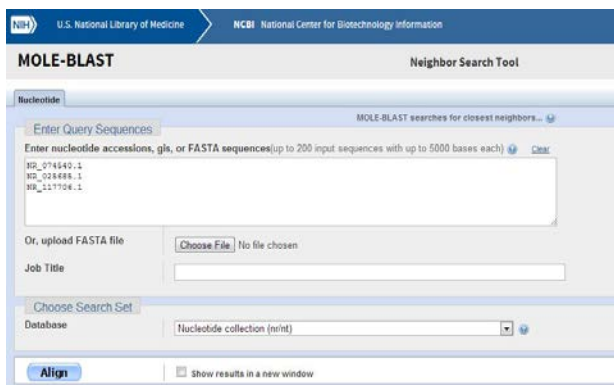 NIH U.S. National Library of Medicine NCBI National Center for Biotechnology Information
MOLE-BLAST Neighbor Search Tool
Nucleotide
MOLE-BLAST searches for closest neighbors...
Enter Query Sequences
Enter nucleotide accessions, gis, or FASTA sequences(up to 200 input sequences with up to 5000 bases each) Clear
NR_074540.1
NR_028686.1
NR_117706.1
Or, upload FASTA file Choose File No file chosen
Job Title
Choose Search Set
Database Nucleotide collection (nr/nt)
Align Show results in a new window